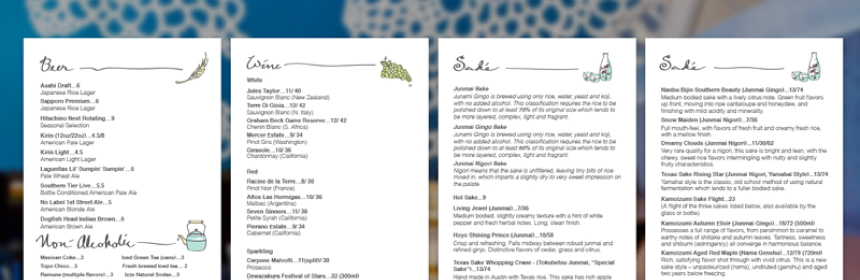 Beer
Asahi Draft...6
Japanese Rice Lager
Sapporo Premium...6
Japanese Rice Lager
Hitachino Nest Rotating...9
Seasonal Selection
Kirin (12oz/22oz)...4.5/8
American Pale Lager
Kirin Light...4.5
American Light Lager
Lagunitas Lil' Sumpin' Sumpin'...6
Pale Wheat Ale
Southern Tier Live...5.5
Bottle Conditioned American Pale Ale
No Label 1st Street Ale...5
American Blonde Ale
Dogfish Head Indian Brown...6
American Brown Ale
Non-Alcoholic
Mexican Coke...3 Iced Green Tea (cans)...3
Topo Chico...3 Fresh brewed iced tea...2
Ramune (multiple flavors)...3 Izze Natural Sodas...3
Wine
White
Jules Taylor...11/ 40
Sauvignon Blanc (New Zealand)
Terre Di Gioia...12/ 42
Sauvignon Blanc (Italy)
Graham Beck Game Reserve...12/ 42
Chenin Blanc (S. Africa)
Mercer Estate...9/ 34
Pinot Gris (Washington)
Chardonnay (California)
Red
Racine de la Terre...8/ 30
Pinot Noir (France)
Altos Las Hormigas...10/ 36
Malbec (Argentina)
Seven Sinners...
Petite Syrah (California)
Cabernet (California)
Sparkling
Carpene Malvolti...11(split)/ 30
Prosecco
Festival of Stars...32 (300ml)
Saké
Junmai Sake
Junami Gingo is brewed using only rice, water, yeast and koji,
with no added alcohol. This classification requires the rice to be
polished down to at least 70% of its original size which tends to
be more layered, complex, light and fragrant.
Junmai Gingo Sake
Junami Gingo is brewed using only rice, water, yeast and koji,
with no added alcohol. This classification requires the rice to be
polished down to at least 60% of its original size which tends to
be more layered, complex, light and fragrant.
Junmai Nigori Sake
Nigori means that the sake is unfiltered, leaving tiny bits of rice
mixed in, which imparts a slightly dry to very sweet impression on
the palate.
Hot Sake...9
Living Jewel (Junmai)...7/36
Medium bodied, slightly creamy texture with a hint of white
pepper and fresh herbal notes. Long, clean finish.
Hoyo Shining Prince (Junmai)...10/58
Crisp and refreshing. Falls midway between robust junmai and
refined ginjo. Distinctive flavors of cedar, grass and citrus.
Texas Sake Whopping Crane - (Tokubetsu Junmai, "Special
Sake")...13/74
Hand made in Austin with Texas rice. This sake has rich apple
Saké
Nanbu Bijin Southern Beauty (Junmai Ginjo)...13/74
Medium bodied sake with a lively citrus note. Green fruit flavors
up front, moving into ripe cantaloupe and honeydew, and
finishing with mild acidity and minerality.
Snow Maiden (Junmai Nigori)...7/36
Full mouth-feel, with flavors of fresh fruit and creamy fresh rice,
with a mellow finish.
Dreamy Clouds (Junmai Nigori)...11/30/62
Very rare quality for a nigori, this sake is bright and lean, with the
chewy, sweet rice flavors intermingling with nutty and slightly
fruity characteristics.
Texas Sake Rising Star (Junmai Nigori, Yamahai Style)...13/74
Yamahai style is the classic, old school method of using natural
fermentation which tends to a fuller bodied sake.
Kamoizumi Sake Flight...23
(A flight of the three sakes listed below, also available by the
glass or bottle)
Kamoizumi Autumn Elixir (Junmai Ginjo)...18/72 (500ml)
Possesses a full range of flavors, from persimmon to caramel to
earthy notes of shitake and autumn leaves. Tartness, sweetness
and shibumi (astringency) all converge in harmonic balance.
Kamoizumi Aged Red Maple (Nama Genshu)...12/78 (720ml)
Rich, satisfying flavor shot through with vivid citrus. This is a new
sake style – unpasteurized (nama), undiluted (genshu) and aged
two years before freezing.